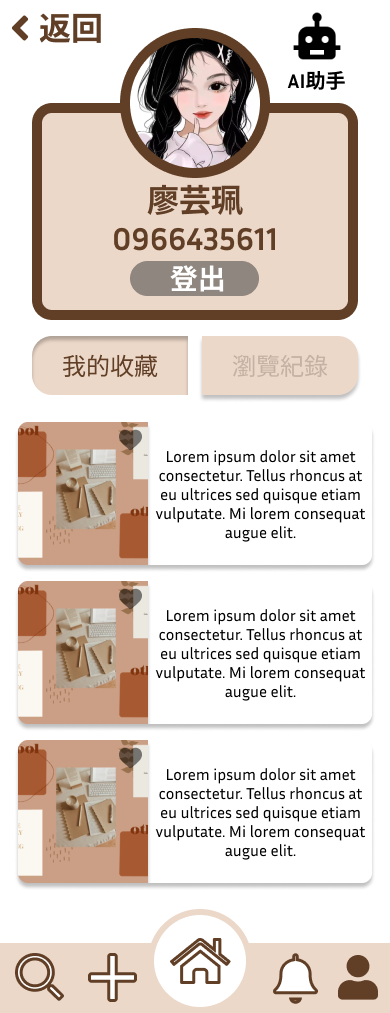 返回
AI助手
廖芸珮
0966435611
登出
我的收藏
瀏覽紀錄
Lorem ipsum dolor sit amet
consectetur. Tellus rhoncus at
eu ultrices sed quisque etiam
vulputate. Mi lorem consequat
augue elit.
Lorem ipsum dolor sit amet
consectetur. Tellus rhoncus at
eu ultrices sed quisque etiam
vulputate. Mi lorem consequat
augue elit.
Lorem ipsum dolor sit amet
consectetur. Tellus rhoncus at
eu ultrices sed quisque etiam
vulputate. Mi lorem consequat
augue elit.